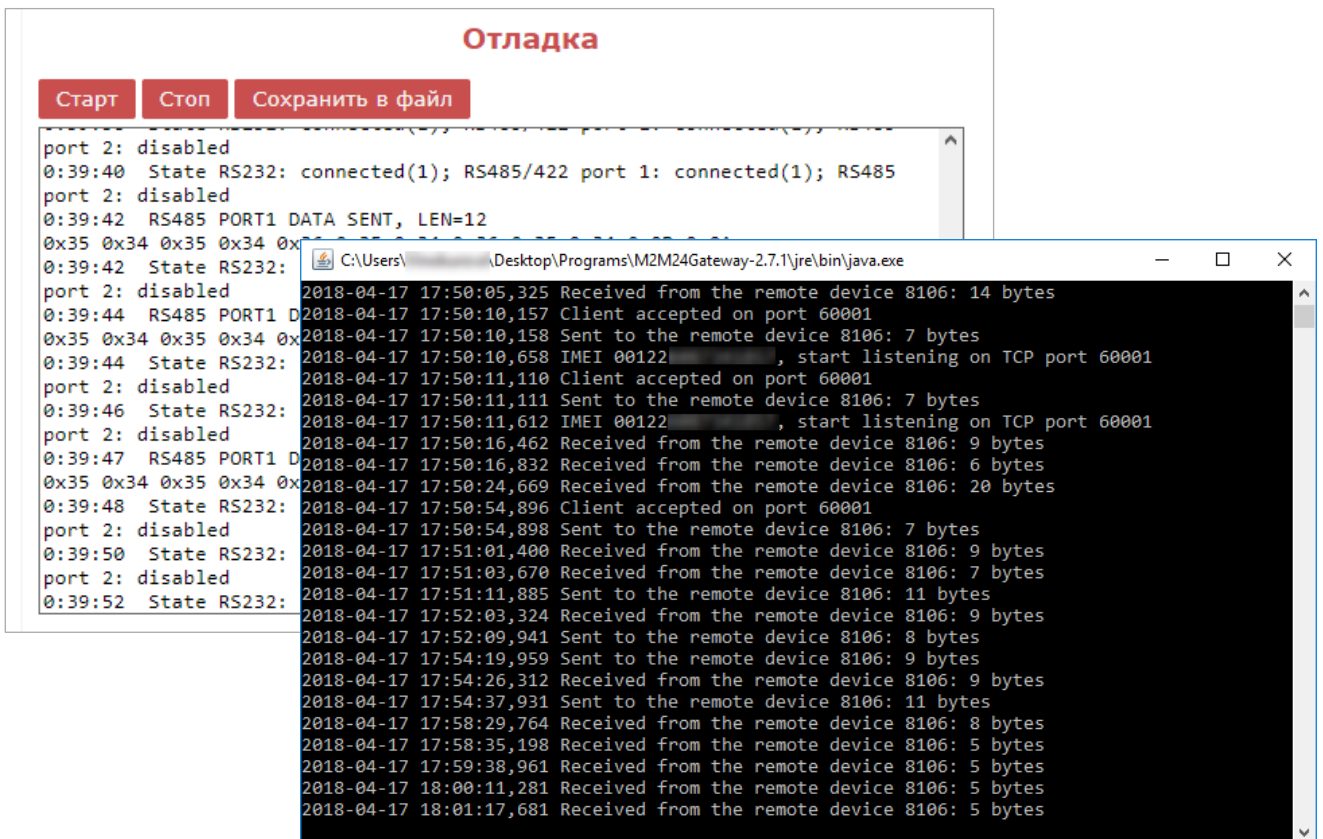 Отладка
Старт Стоп Сохранить в файл
port 2: disabled
0:39:40 State RS232: connected(1); RS485/422 port 1: connected(1); RS485
port 2: disabled
0:39:42 RS485 PORT1 DATA SENT, LEN=12
0x35 0x34 0x35 0x34
0:39:42 State RS232:
port 2: disabled
0:39:44 RS485 PORT1 D
0x35 0x34 0x35 0x34 0x
0:39:44 State RS232:
port 2: disabled
0:39:46 State RS232:
port 2: disabled
0:39:47 RS485 PORT1 D
0x35 0x34 0x35 0x34 0x
0:39:48 State RS232:
port 2: disabled
0:39:50 State RS232:
port 2: disabled
0:39:52 State RS232:
C:\Users\ \Desktop\Programs\M2M24Gateway-2.7.1\jre\bin\java.exe
2018-04-17 17:50:05,325 Received from the remote device 8106: 14 bytes
2018-04-17 17:50:10,157 Client accepted on port 60001
2018-04-17 17:50:10,158 Sent to the remote device 8106: 7 bytes
2018-04-17 17:50:10,658 IMEI 00122 , start listening on TCP port 60001
2018-04-17 17:50:11,110 Client accepted on port 60001
2018-04-17 17:50:11,111 Sent to the remote device 8106: 7 bytes
2018-04-17 17:50:11,612 IMEI 00122 , start listening on TCP port 60001
2018-04-17 17:50:16,462 Received from the remote device 8106: 9 bytes
2018-04-17 17:50:16,832 Received from the remote device 8106: 6 bytes
2018-04-17 17:50:24,669 Received from the remote device 8106: 20 bytes
2018-04-17 17:50:54,896 Client accepted on port 60001
2018-04-17 17:50:54,898 Sent to the remote device 8106: 7 bytes
2018-04-17 17:51:01,400 Received from the remote device 8106: 9 bytes
2018-04-17 17:51:03,670 Received from the remote device 8106: 7 bytes
2018-04-17 17:51:11,885 Sent to the remote device 8106: 11 bytes
2018-04-17 17:52:03,324 Received from the remote device 8106: 9 bytes
2018-04-17 17:52:09,941 Sent to the remote device 8106: 8 bytes
2018-04-17 17:54:19,959 Sent to the remote device 8106: 9 bytes
2018-04-17 17:54:26,312 Received from the remote device 8106: 9 bytes
2018-04-17 17:54:37,931 Sent to the remote device 8106: 11 bytes
2018-04-17 17:58:29,764 Received from the remote device 8106: 8 bytes
2018-04-17 17:58:35,198 Received from the remote device 8106: 5 bytes
2018-04-17 17:59:38,961 Received from the remote device 8106: 5 bytes
2018-04-17 18:00:11,281 Received from the remote device 8106: 5 bytes
2018-04-17 18:01:17,681 Received from the remote device 8106: 5 bytes